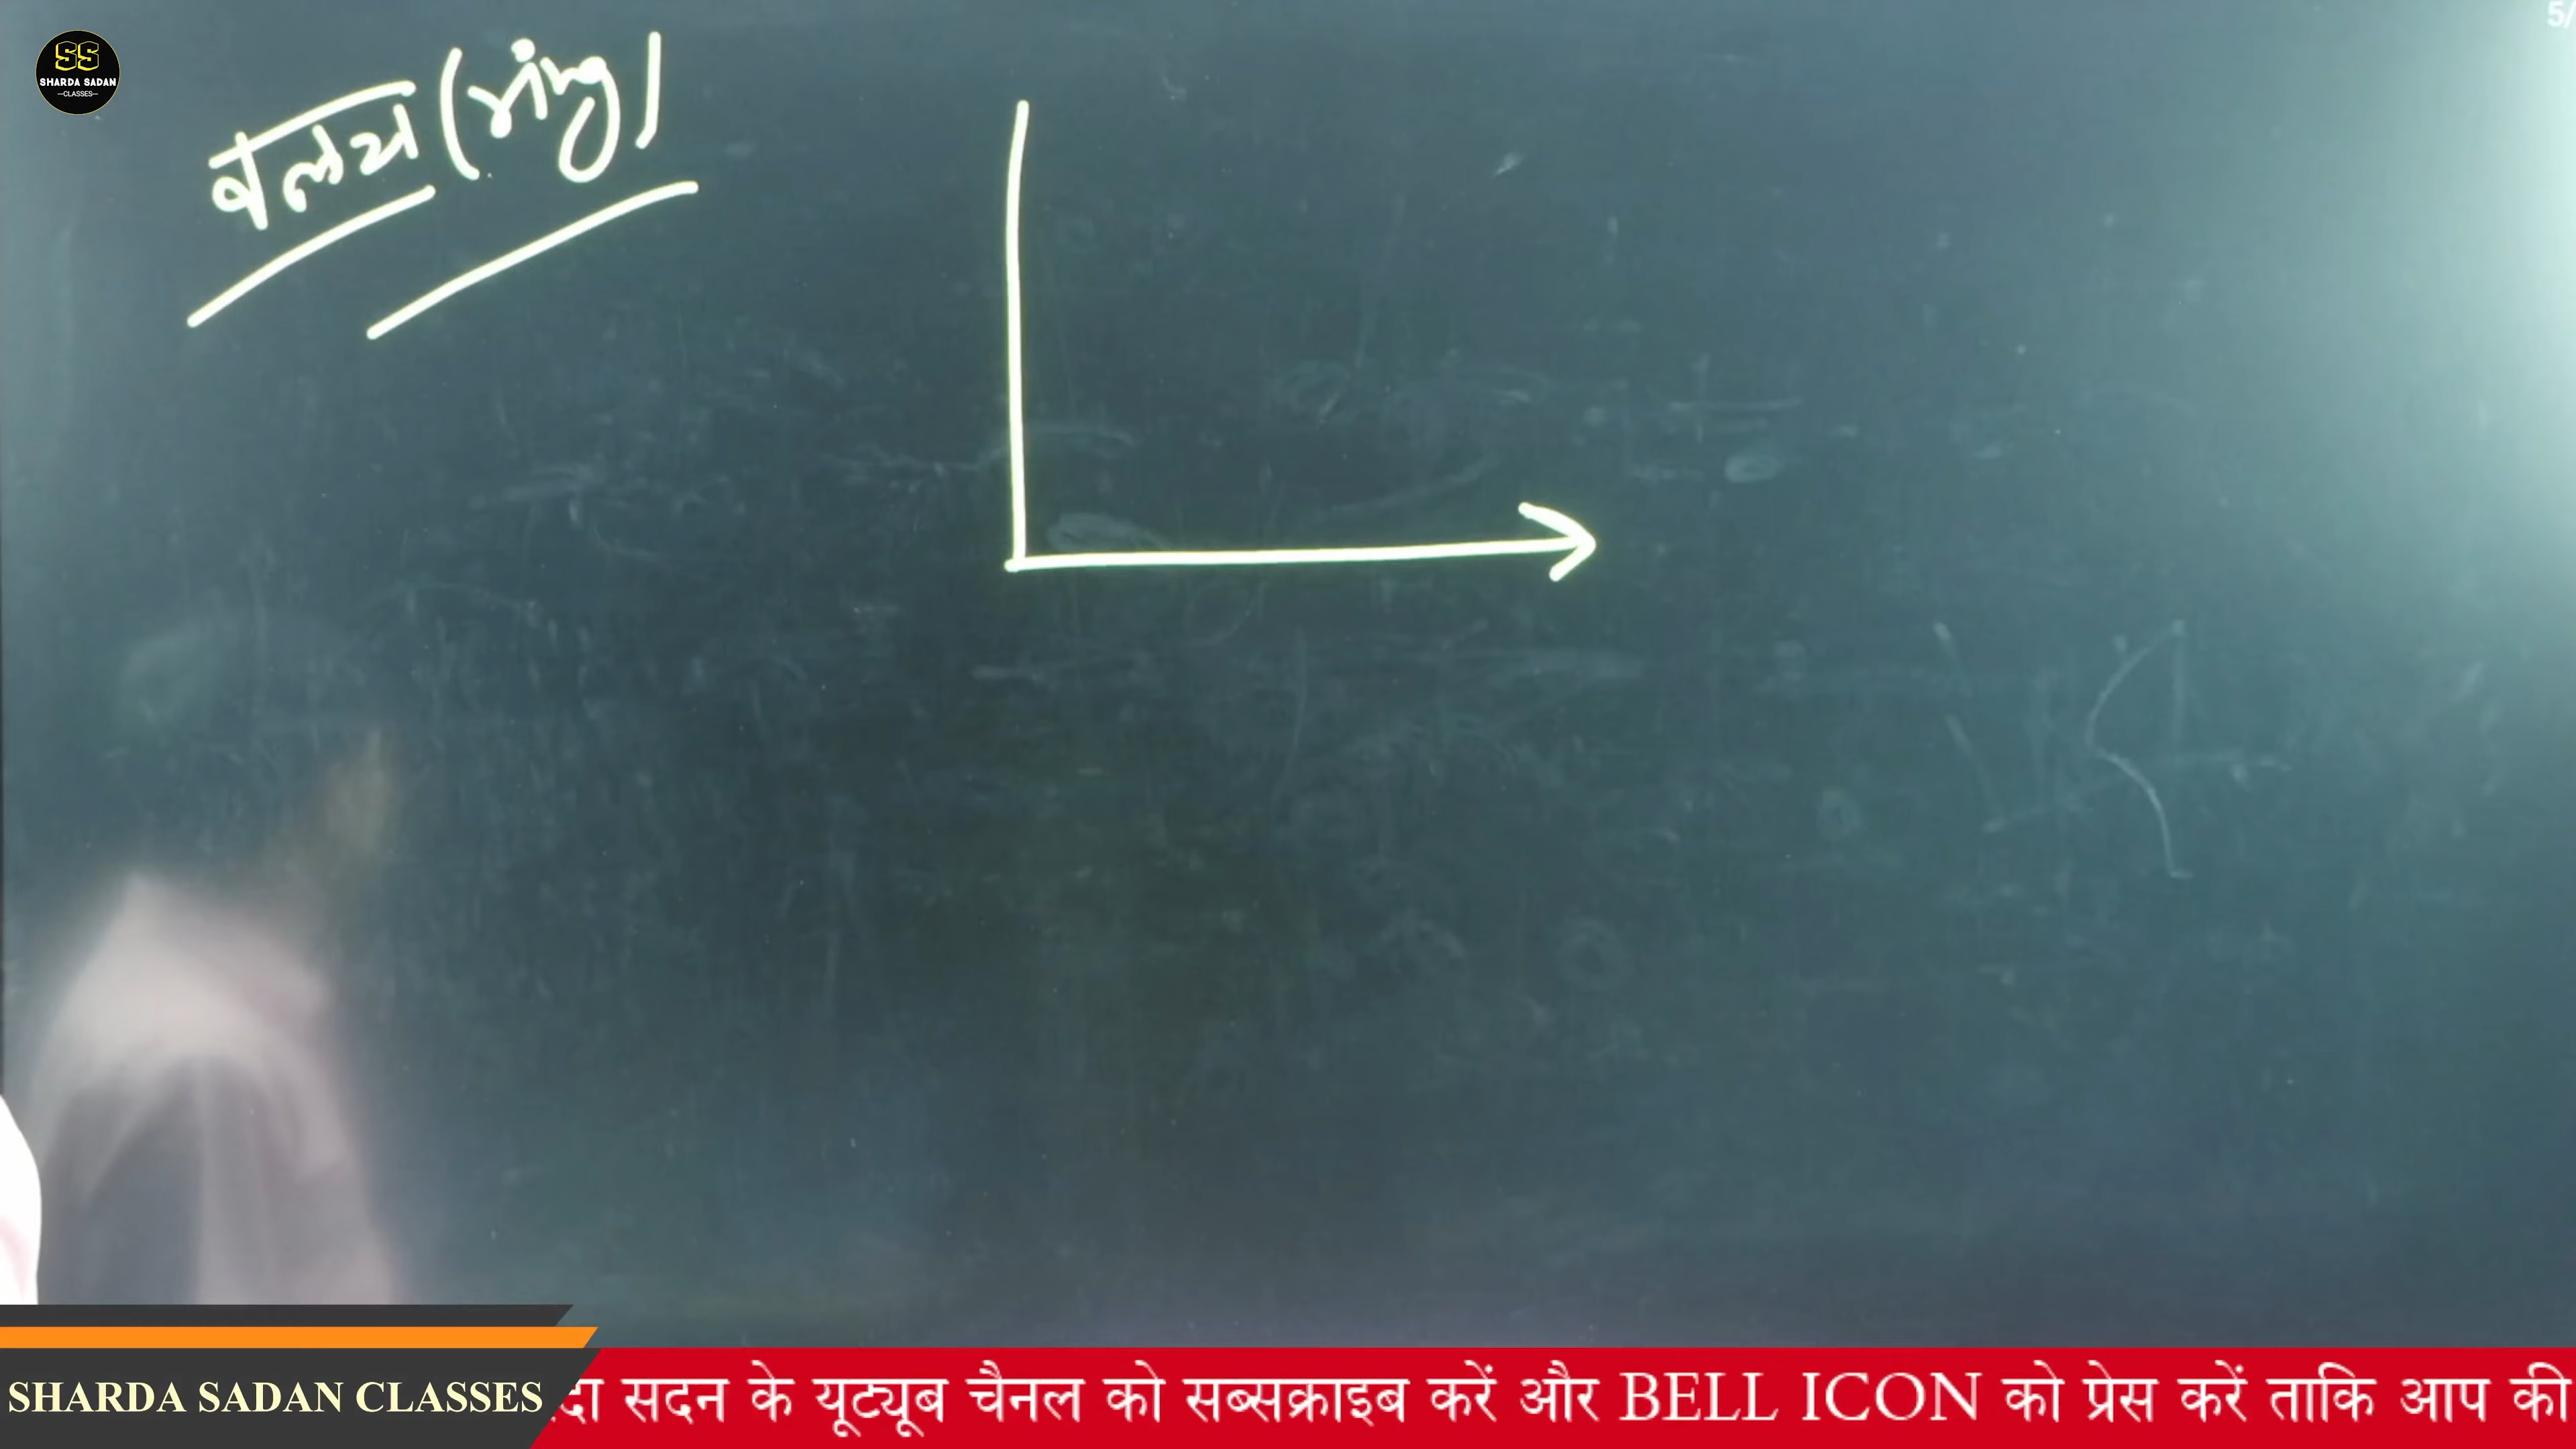 SS
SHARDA SADAN
—CLASSES—
वलय (ring)
5/
SHARDA SADAN CLASSES
दा सदन के यूट्यूब चैनल को सब्सक्राइब करें और BELL ICON को प्रेस करें ताकि आप की